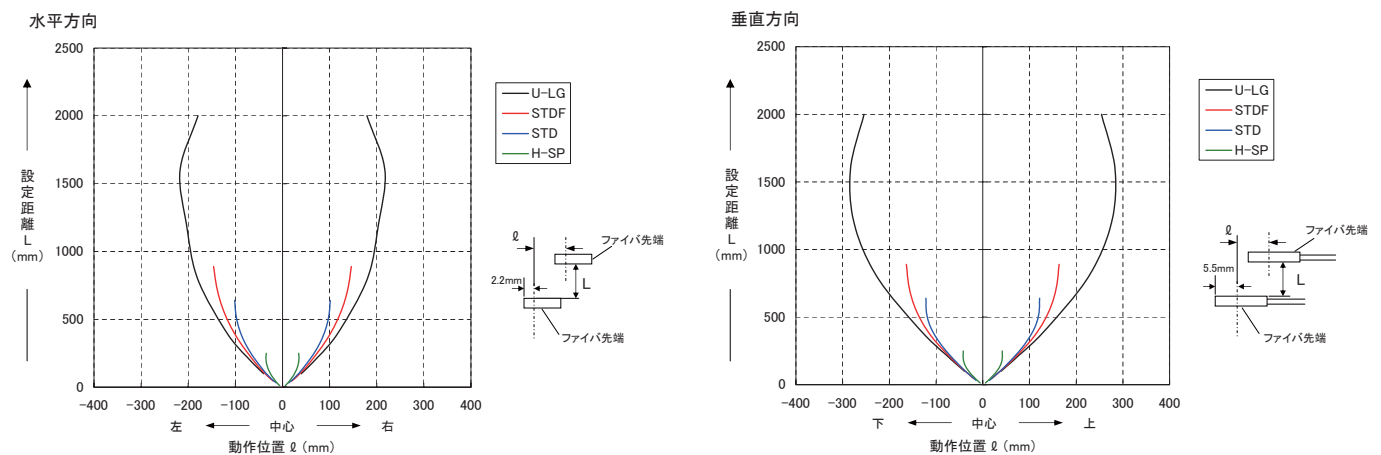 水平方向
2500
2000
1500
1000
500
0
-400
-300
-200
-100
0
100
200
300
400
左
中心
右
動作位置 ℓ (mm)
設定距離 L (mm)
U-LG
STDF
STD
H-SP
ℓ
ファイバ先端
2.2mm
L
ファイバ先端
垂直方向
2500
2000
1500
1000
500
0
-400
-300
-200
-100
0
100
200
300
400
下
中心
上
動作位置 ℓ (mm)
設定距離 L (mm)
U-LG
STDF
STD
H-SP
ℓ
ファイバ先端
5.5mm
L
ファイバ先端